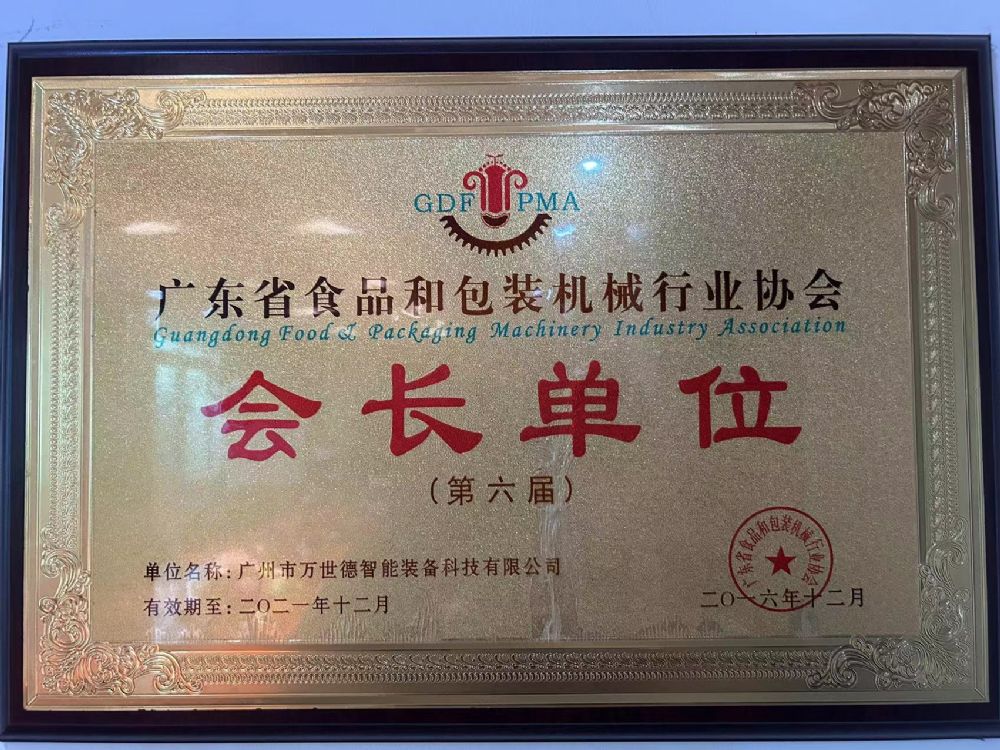 GDF PMA
广东省食品和包装机械行业协会
Guangdong Food & Packaging Machinery Industry Association
会长单位
（第六届）
广东省食品和包装机械行业协会
单位名称：广州市万世德智能装备科技有限公司
有效期至：二〇二一年十二月
二〇一六年十二月